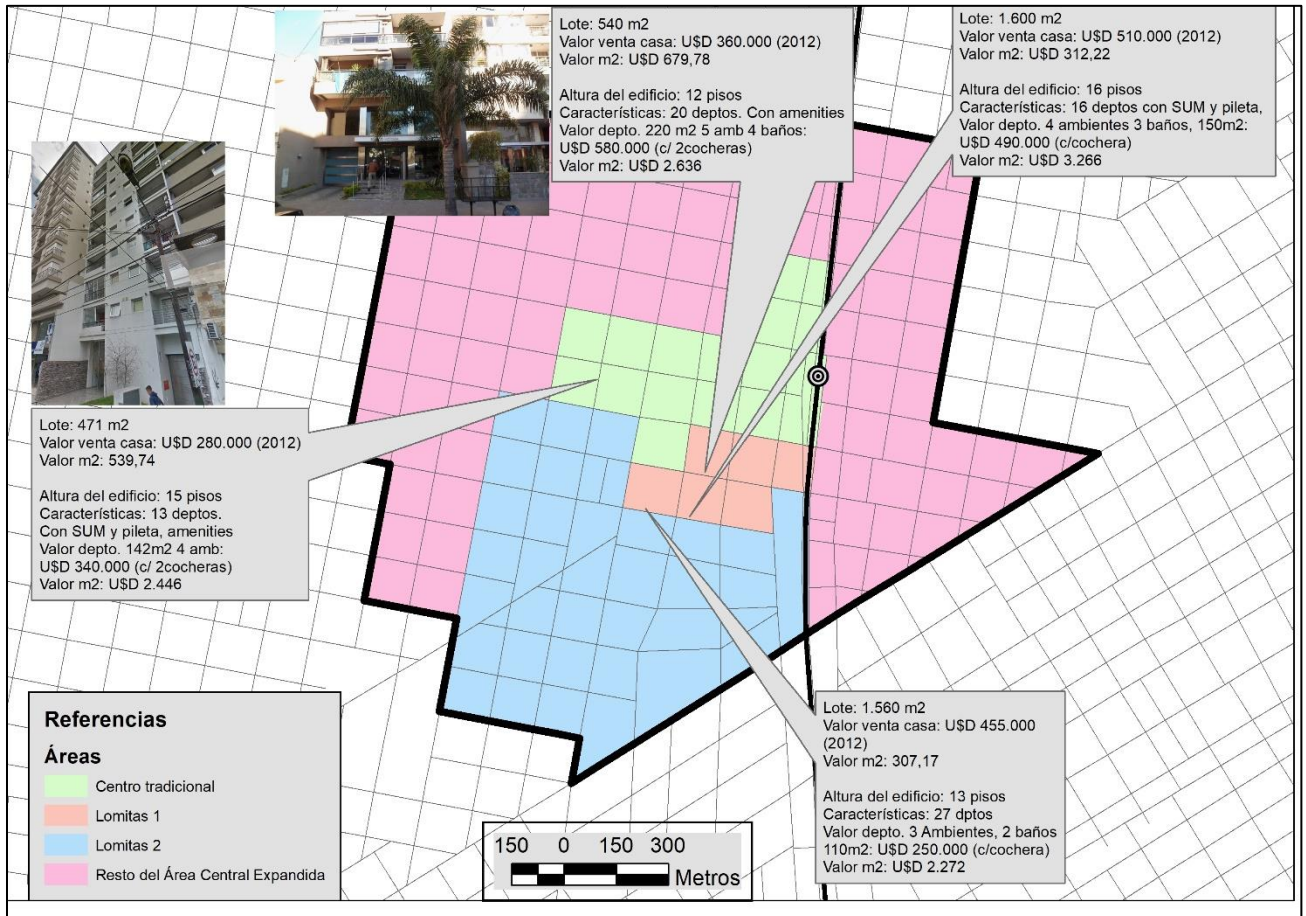 Lote: 540 m2
Valor venta casa: U$D 360.000 (2012)
Valor m2: U$D 679,78
Altura del edificio: 12 pisos
Características: 20 deptos. Con amenities
Valor depto. 220 m2 5 amb 4 baños:
U$D 580.000 (c/ 2cocheras)
Valor m2: U$D 2.636
Lote: 1.600 m2
Valor venta casa: U$D 510.000 (2012)
Valor m2: U$D 312,22
Altura del edificio: 16 pisos
Características: 16 deptos con SUM y pileta,
Valor depto. 4 ambientes 3 baños, 150m2:
U$D 490.000 (c/cochera)
Valor m2: U$D 3.266
Lote: 471 m2
Valor venta casa: U$D 280.000 (2012)
Valor m2: 539,74
Altura del edificio: 15 pisos
Características: 13 deptos.
Con SUM y pileta, amenities
Valor depto. 142m2 4 amb:
U$D 340.000 (c/ 2cocheras)
Valor m2: U$D 2.446
Lote: 1.560 m2
Valor venta casa: U$D 455.000
(2012)
Valor m2: 307,17
Altura del edificio: 13 pisos
Características: 27 dptos
Valor depto. 3 Ambientes, 2 baños
110m2: U$D 250.000 (c/cochera)
Valor m2: U$D 2.272
Referencias
Áreas
Centro tradicional
Lomitas 1
Lomitas 2
Resto del Área Central Expandida
150 0 150 300
Metros